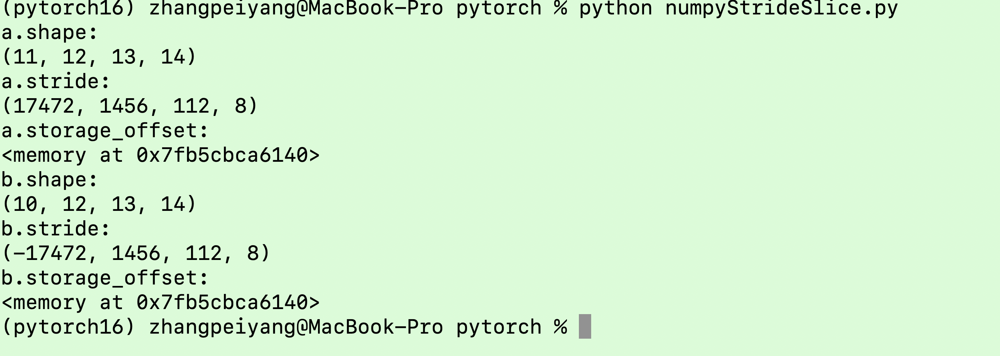 (pytorch16) zhangpeiyang@MacBook-Pro pytorch % python numpyStrideSlice.py
a.shape:
(11, 12, 13, 14)
a.stride:
(17472, 1456, 112, 8)
a.storage_offset:
<memory at 0x7fb5cbca6140>
b.shape:
(10, 12, 13, 14)
b.stride:
(-17472, 1456, 112, 8)
b.storage_offset:
<memory at 0x7fb5cbca6140>
(pytorch16) zhangpeiyang@MacBook-Pro pytorch %